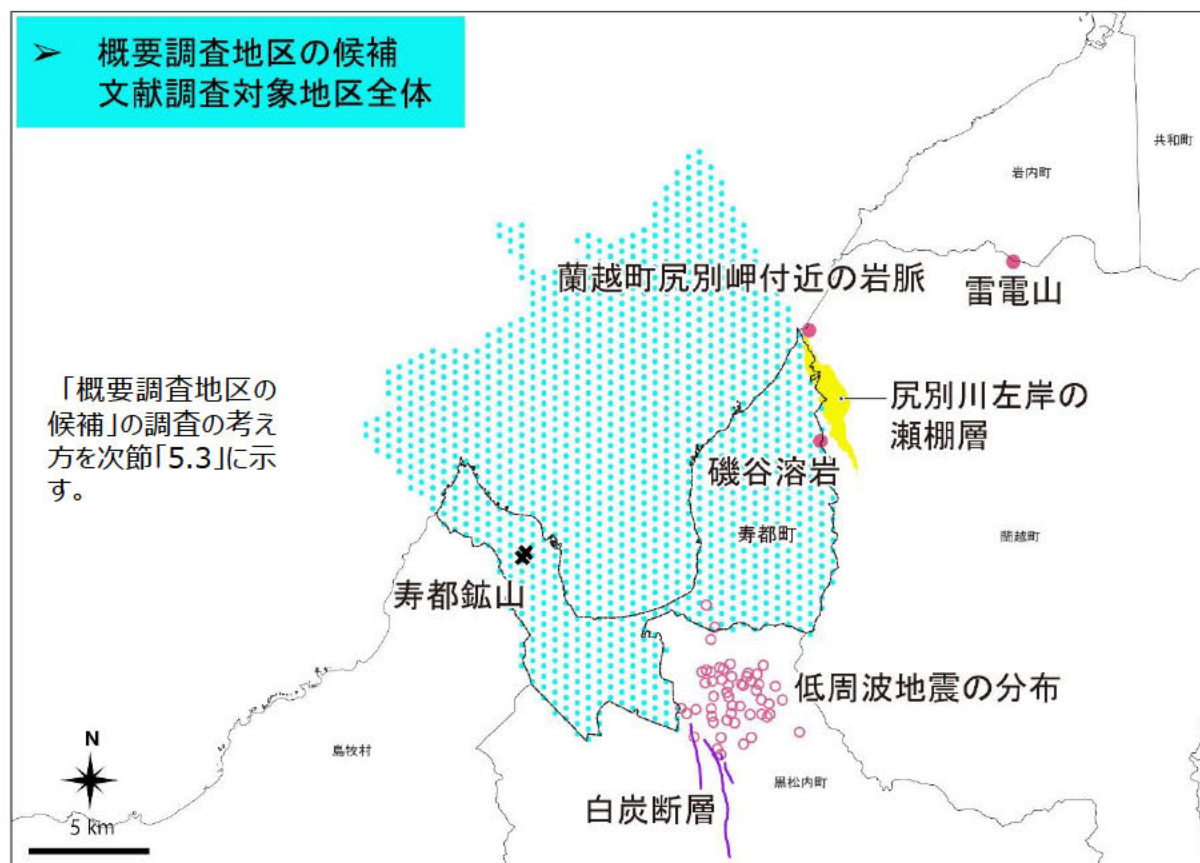 ➢ 概要調査地区の候補
文献調査対象地区全体
共和町
岩内町
蘭越町尻別岬付近の岩脈
雷電山
「概要調査地区の
候補」の調査の考え
方を次節「5.3」に示
す。
尻別川左岸の
瀬棚層
磯谷溶岩
寿都町
蘭越町
寿都鉱山
低周波地震の分布
島牧村
黒松内町
白炭断層
N
5 km